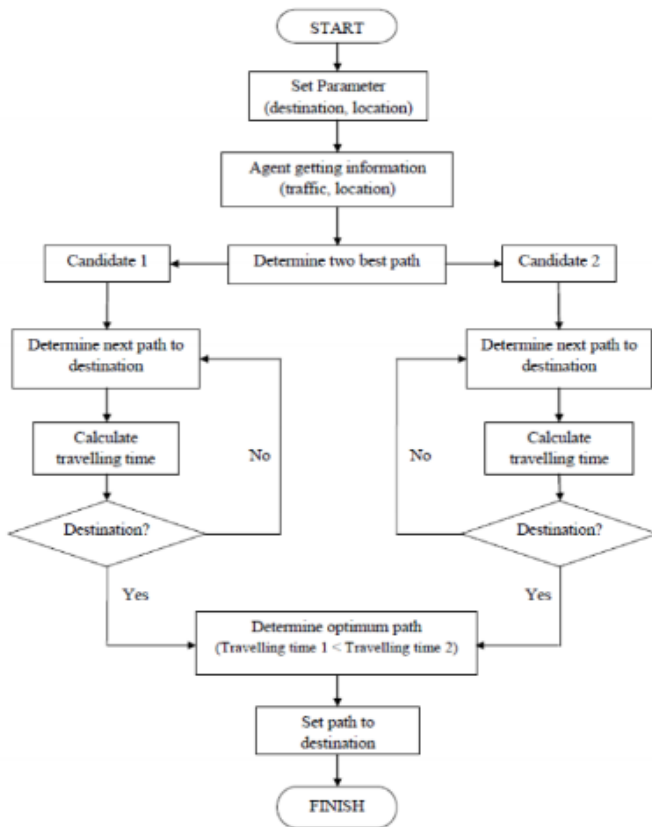 START
Set Parameter
(destination, location)
Agent getting information
(traffic, location)
Candidate 1
Determine two best path
Candidate 2
Determine next path to
destination
Determine next path to
destination
Calculate
travelling time
No
No
Calculate
travelling time
Destination?
Destination?
Yes
Yes
Determine optimum path
(Travelling time 1 < Travelling time 2)
Set path to
destination
FINISH